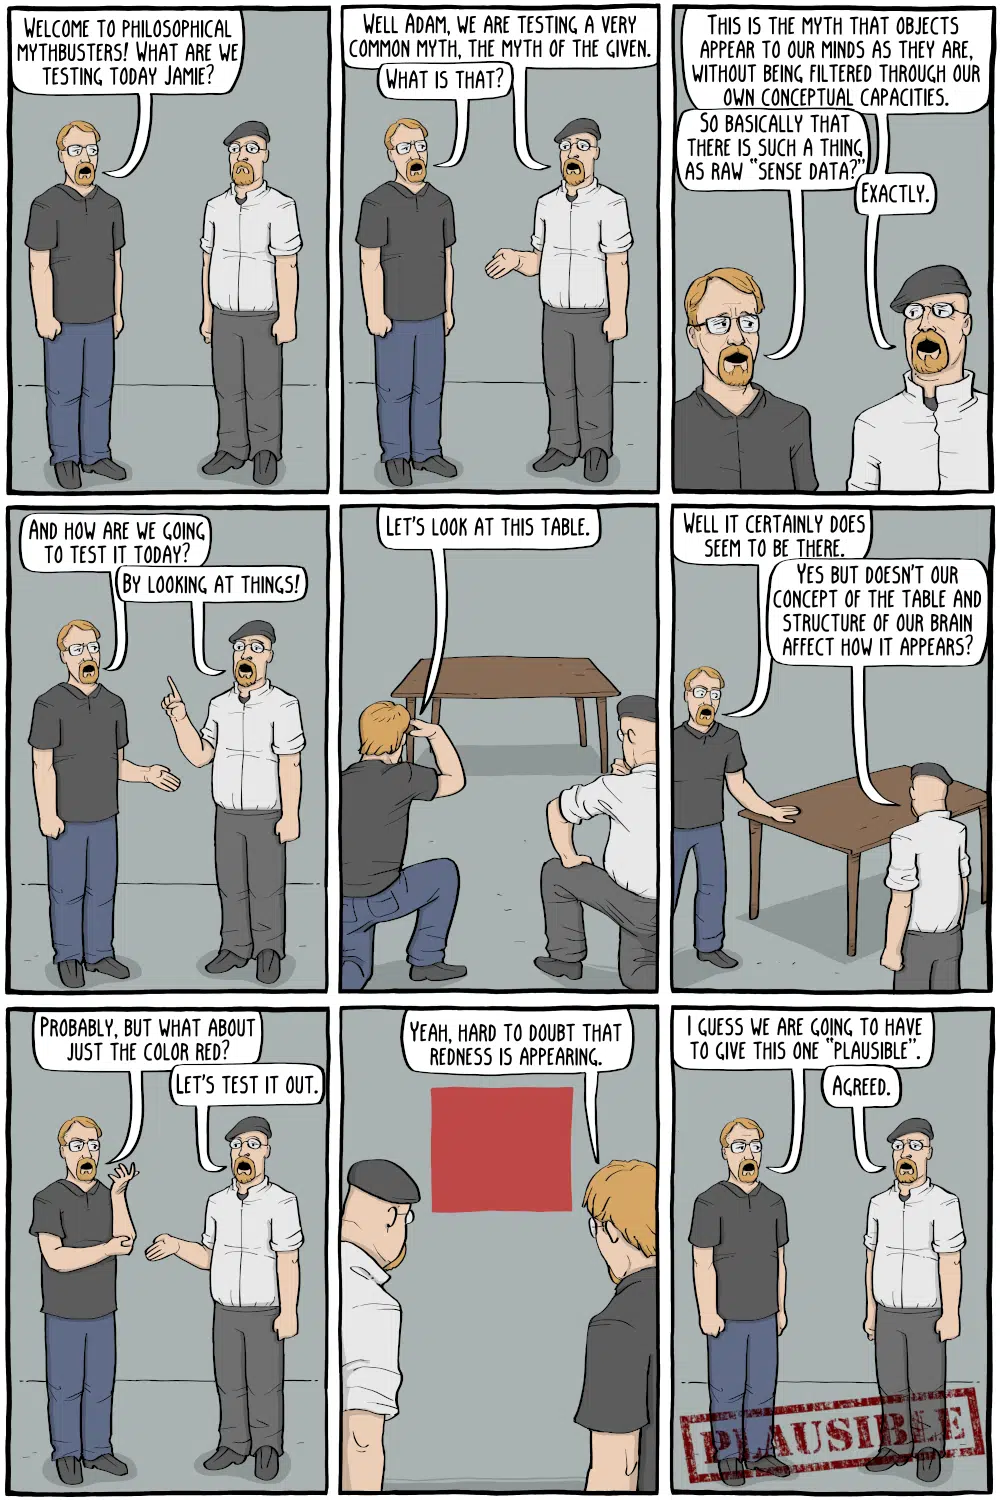 Welcome to philosophical
mythbusters! What are we
testing today Jamie?
Well Adam, we are testing a very
common myth, the myth of the given.
What is that?
This is the myth that objects
appear to our minds as they are,
without being filtered through our
own conceptual capacities.
So basically that
there is such a thing
as raw "sense data?"
Exactly.
And how are we going
to test it today?
By looking at things!
Let's look at this table.
Well it certainly does
seem to be there.
Yes but doesn't our
concept of the table and
structure of our brain
affect how it appears?
Probably, but what about
just the color red?
Let's test it out.
Yeah, hard to doubt that
redness is appearing.
I guess we are going to have
to give this one "plausible".
Agreed.
PLAUSIBLE